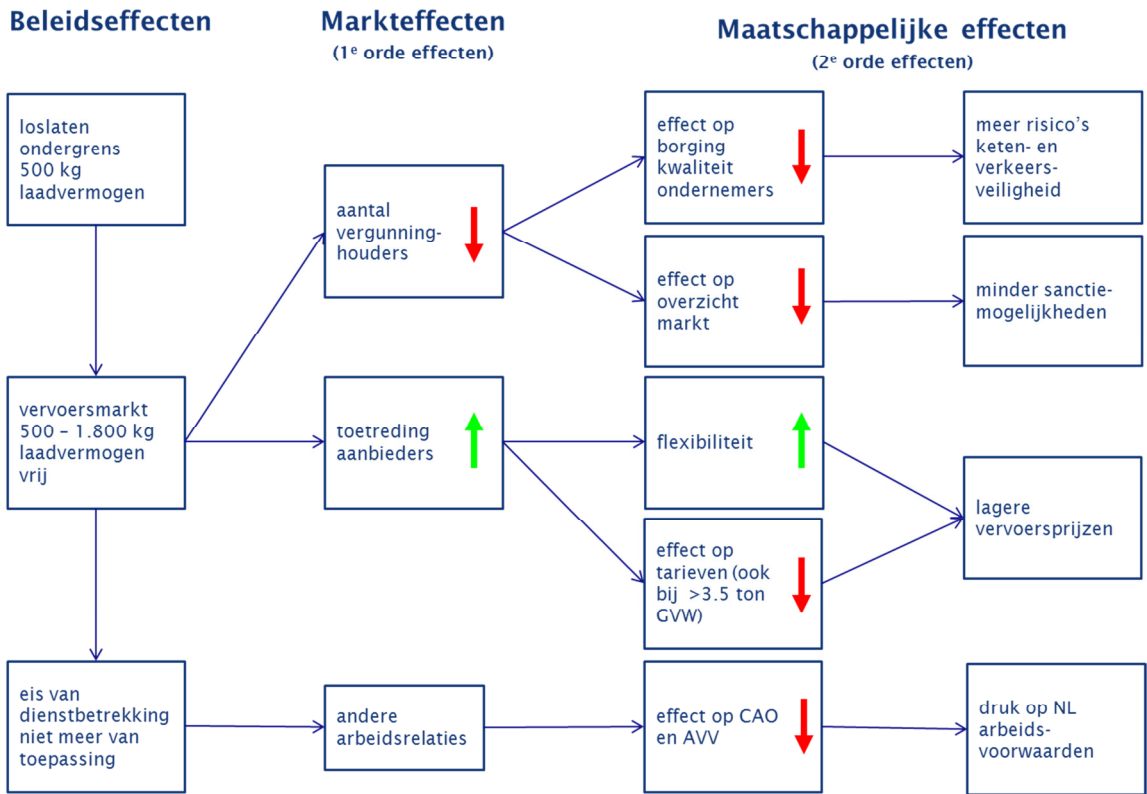 Beleidseffecten
Markteffecten
(1e orde effecten)
Maatschappelijke effecten
(2e orde effecten)
loslaten
ondergrens
500 kg
laadvermogen
vervoersmarkt
500 – 1.800 kg
laadvermogen
vrij
eis van
dienstbetrekking
niet meer van
toepassing
aantal
vergunning-
houders
toetreding
aanbieders
andere
arbeidsrelaties
effect op
borging
kwaliteit
ondernemers
effect op
overzicht
markt
flexibiliteit
effect op
tarieven (ook
bij >3.5 ton
GVW)
effect op CAO
en AVV
meer risico's
keten- en
verkeers-
veiligheid
minder sanctie-
mogelijkheden
lagere
vervoersprijzen
druk op NL
arbeids-
voorwaarden